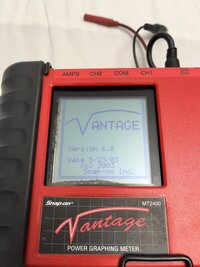 AMPS CH2 COM CH1
VANTAGE
Version 6.0
Date 5/23/03
(c) 2003
Snap-on Inc.
Snap-on MT2400
Vantage
POWER GRAPHING METER